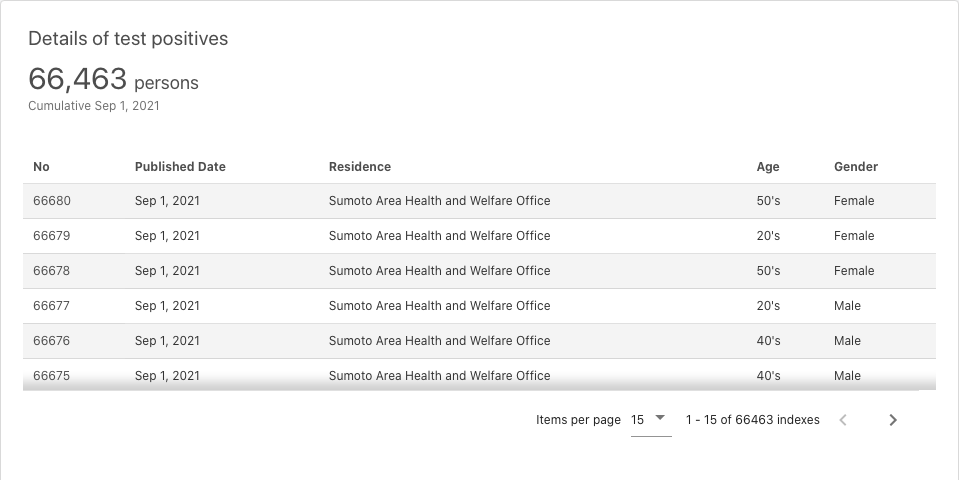 Details of test positives
66,463 persons
Cumulative Sep 1, 2021
No Published Date Residence Age Gender
66680 Sep 1, 2021 Sumoto Area Health and Welfare Office 50's Female
66679 Sep 1, 2021 Sumoto Area Health and Welfare Office 20's Female
66678 Sep 1, 2021 Sumoto Area Health and Welfare Office 50's Female
66677 Sep 1, 2021 Sumoto Area Health and Welfare Office 20's Male
66676 Sep 1, 2021 Sumoto Area Health and Welfare Office 40's Male
66675 Sep 1, 2021 Sumoto Area Health and Welfare Office 40's Male
Items per page 15 1 - 15 of 66463 indexes